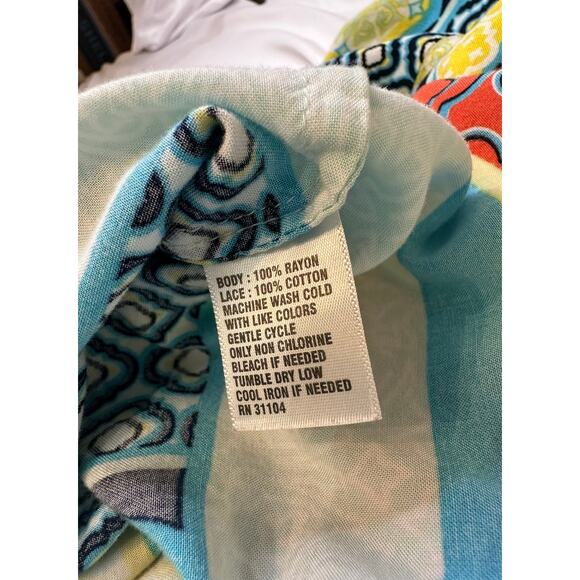 BODY : 100% RAYON
LACE : 100% COTTON
MACHINE WASH COLD
WITH LIKE COLORS
GENTLE CYCLE
ONLY NON CHLORINE
BLEACH IF NEEDED
TUMBLE DRY LOW
COOL IRON IF NEEDED
RN 31104